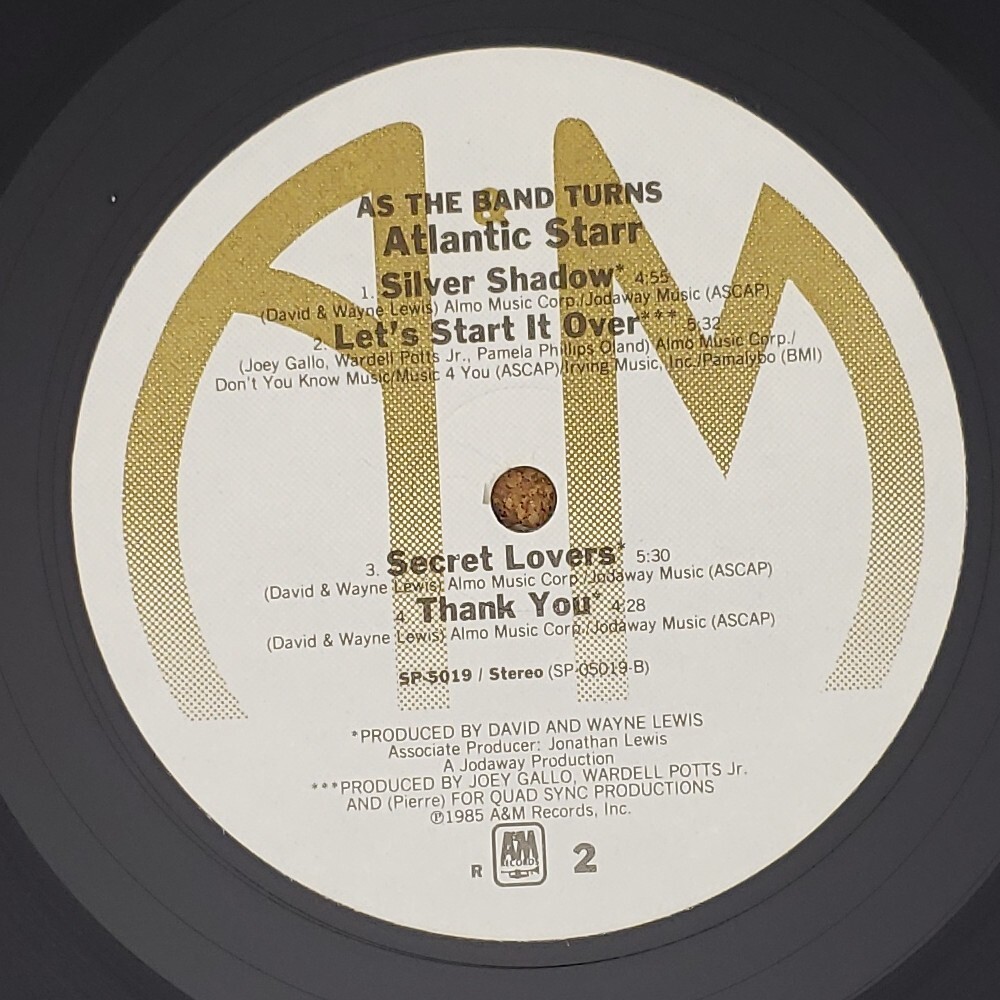 A&M
AS THE BAND TURNS
Atlantic Starr
1. Silver Shadow* 4:55
(David & Wayne Lewis) Almo Music Corp./Jodaway Music (ASCAP)
2. Let's Start It Over*** 5:32
(Joey Gallo, Wardell Potts Jr., Pamela Phillips Oland) Almo Music Corp./
Don't You Know Music/Music 4 You (ASCAP)/Irving Music, Inc./Pamalybo (BMI)
3. Secret Lovers* 5:30
(David & Wayne Lewis) Almo Music Corp./Jodaway Music (ASCAP)
4. Thank You* 4:28
(David & Wayne Lewis) Almo Music Corp./Jodaway Music (ASCAP)
SP-5019 / Stereo (SP-05019-B)
*PRODUCED BY DAVID AND WAYNE LEWIS
Associate Producer: Jonathan Lewis
A Jodaway Production
***PRODUCED BY JOEY GALLO, WARDELL POTTS Jr.
AND (Pierre) FOR QUAD SYNC PRODUCTIONS
℗1985 A&M Records, Inc.
R A&M RECORDS 2